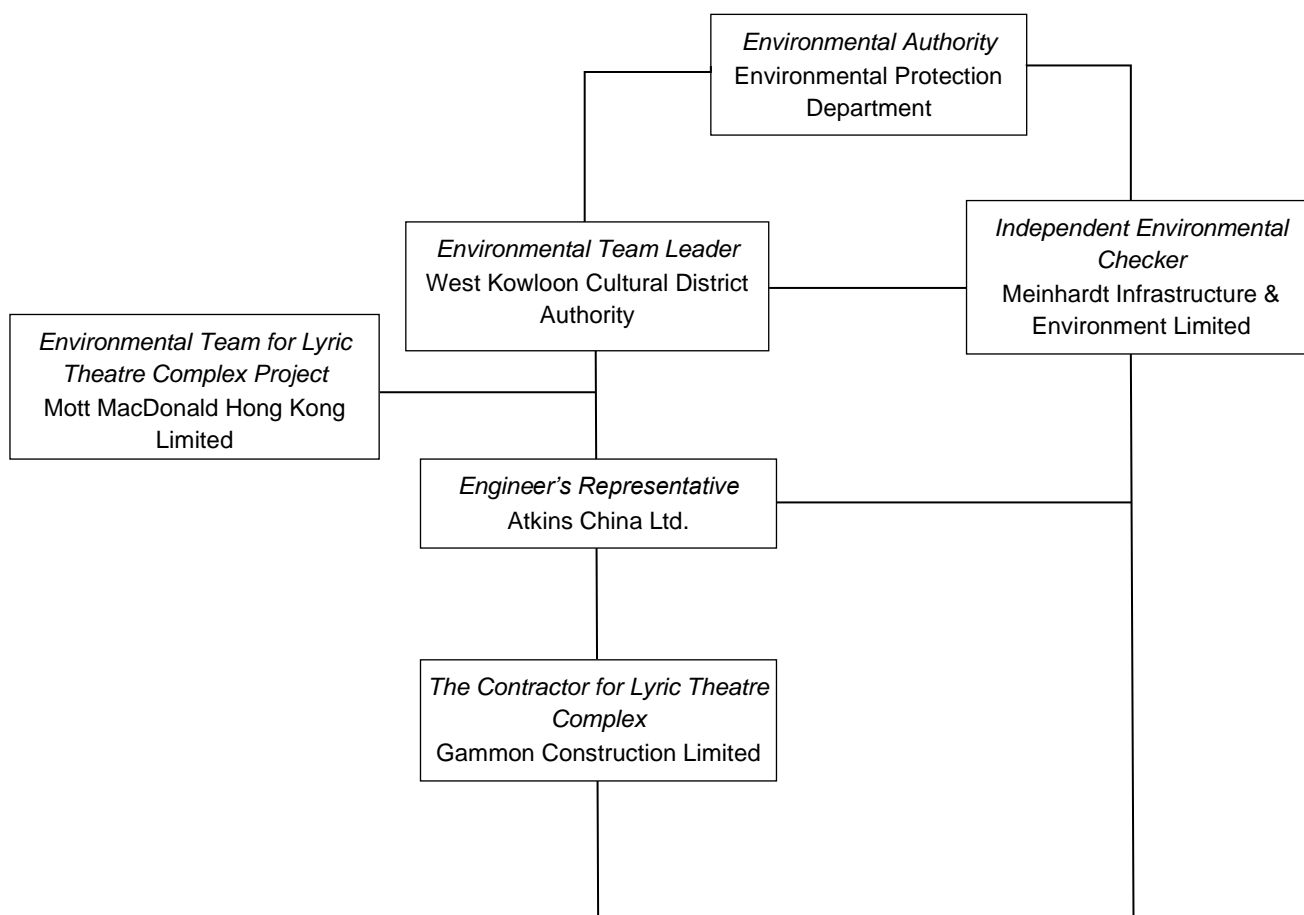 Environmental Authority
Environmental Protection
Department
Environmental Team Leader
West Kowloon Cultural District
Authority
Independent Environmental
Checker
Meinhardt Infrastructure &
Environment Limited
Environmental Team for Lyric
Theatre Complex Project
Mott MacDonald Hong Kong
Limited
Engineer’s Representative
Atkins China Ltd.
The Contractor for Lyric Theatre
Complex
Gammon Construction Limited